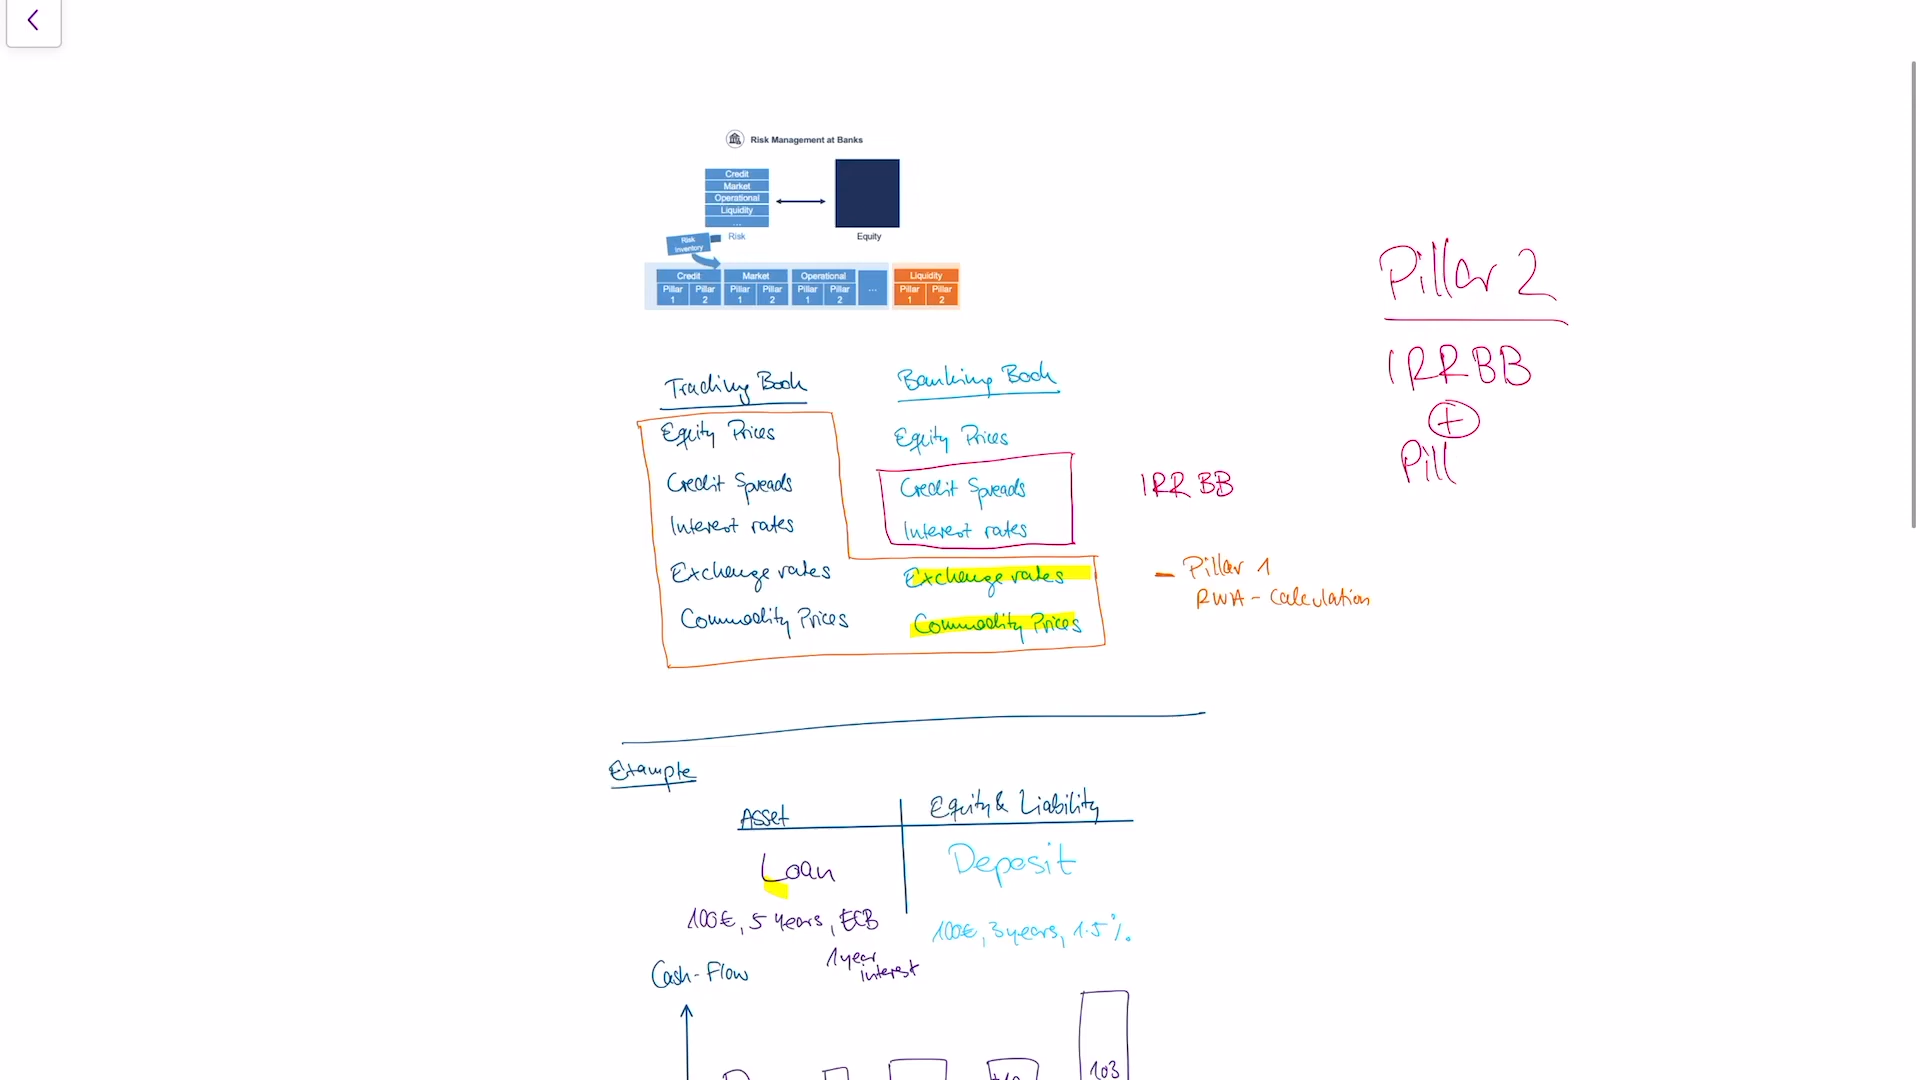 Risk Management at Banks
Credit
Market
Operational
Liquidity
...
Risk
Equity
Risk Inventory
Credit Market Operational ... Liquidity
Pillar 1 Pillar 2 Pillar 1 Pillar 2 Pillar 1 Pillar 2 Pillar 1 Pillar 2
Trading Book
Equity Prices
Credit Spreads
Interest rates
Exchange rates
Commodity Prices
Banking Book
Equity Prices
Credit Spreads
Interest rates
Exchange rates
Commodity Prices
IRRBB
- Pillar 1
RWA - Calculation
Pillar 2
IRRBB
+
Pill
Example
Asset
Equity & Liability
Loan
Deposit
100€, 5 years, ECB
1 year
interest
100€, 3 years, 1.5%
Cash-Flow
103